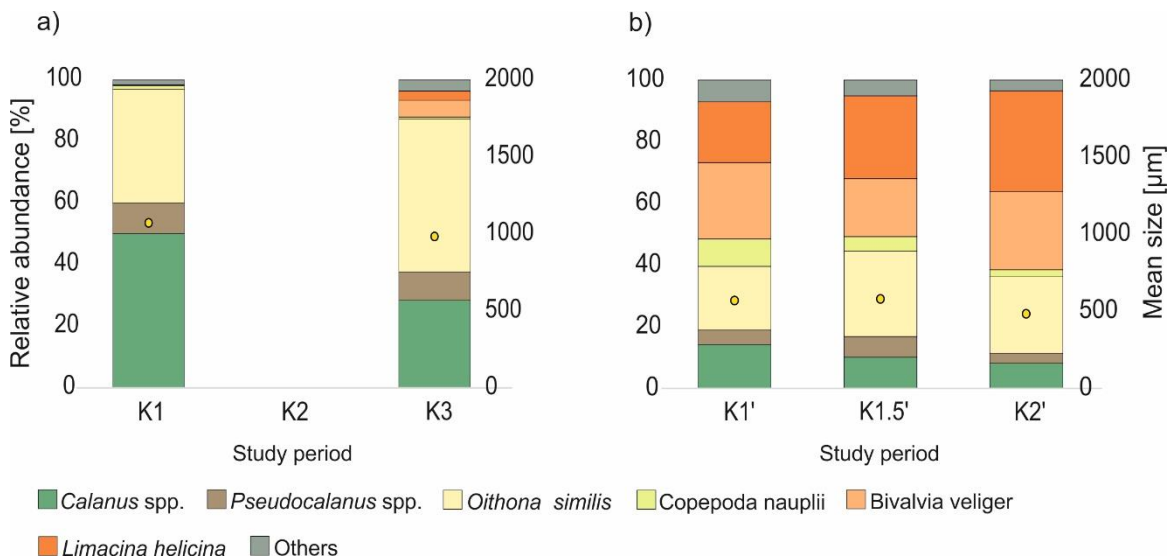 a)
b)
Relative abundance [%]
100
80
60
40
20
0
2000
1500
1000
500
0
K1
K2
K3
Study period
100
80
60
40
20
0
2000
1500
1000
500
0
Mean size [µm]
K1'
K1.5'
K2'
Study period
Calanus spp.
Pseudocalanus spp.
Oithona similis
Copepoda nauplii
Bivalvia veliger
Limacina helicina
Others